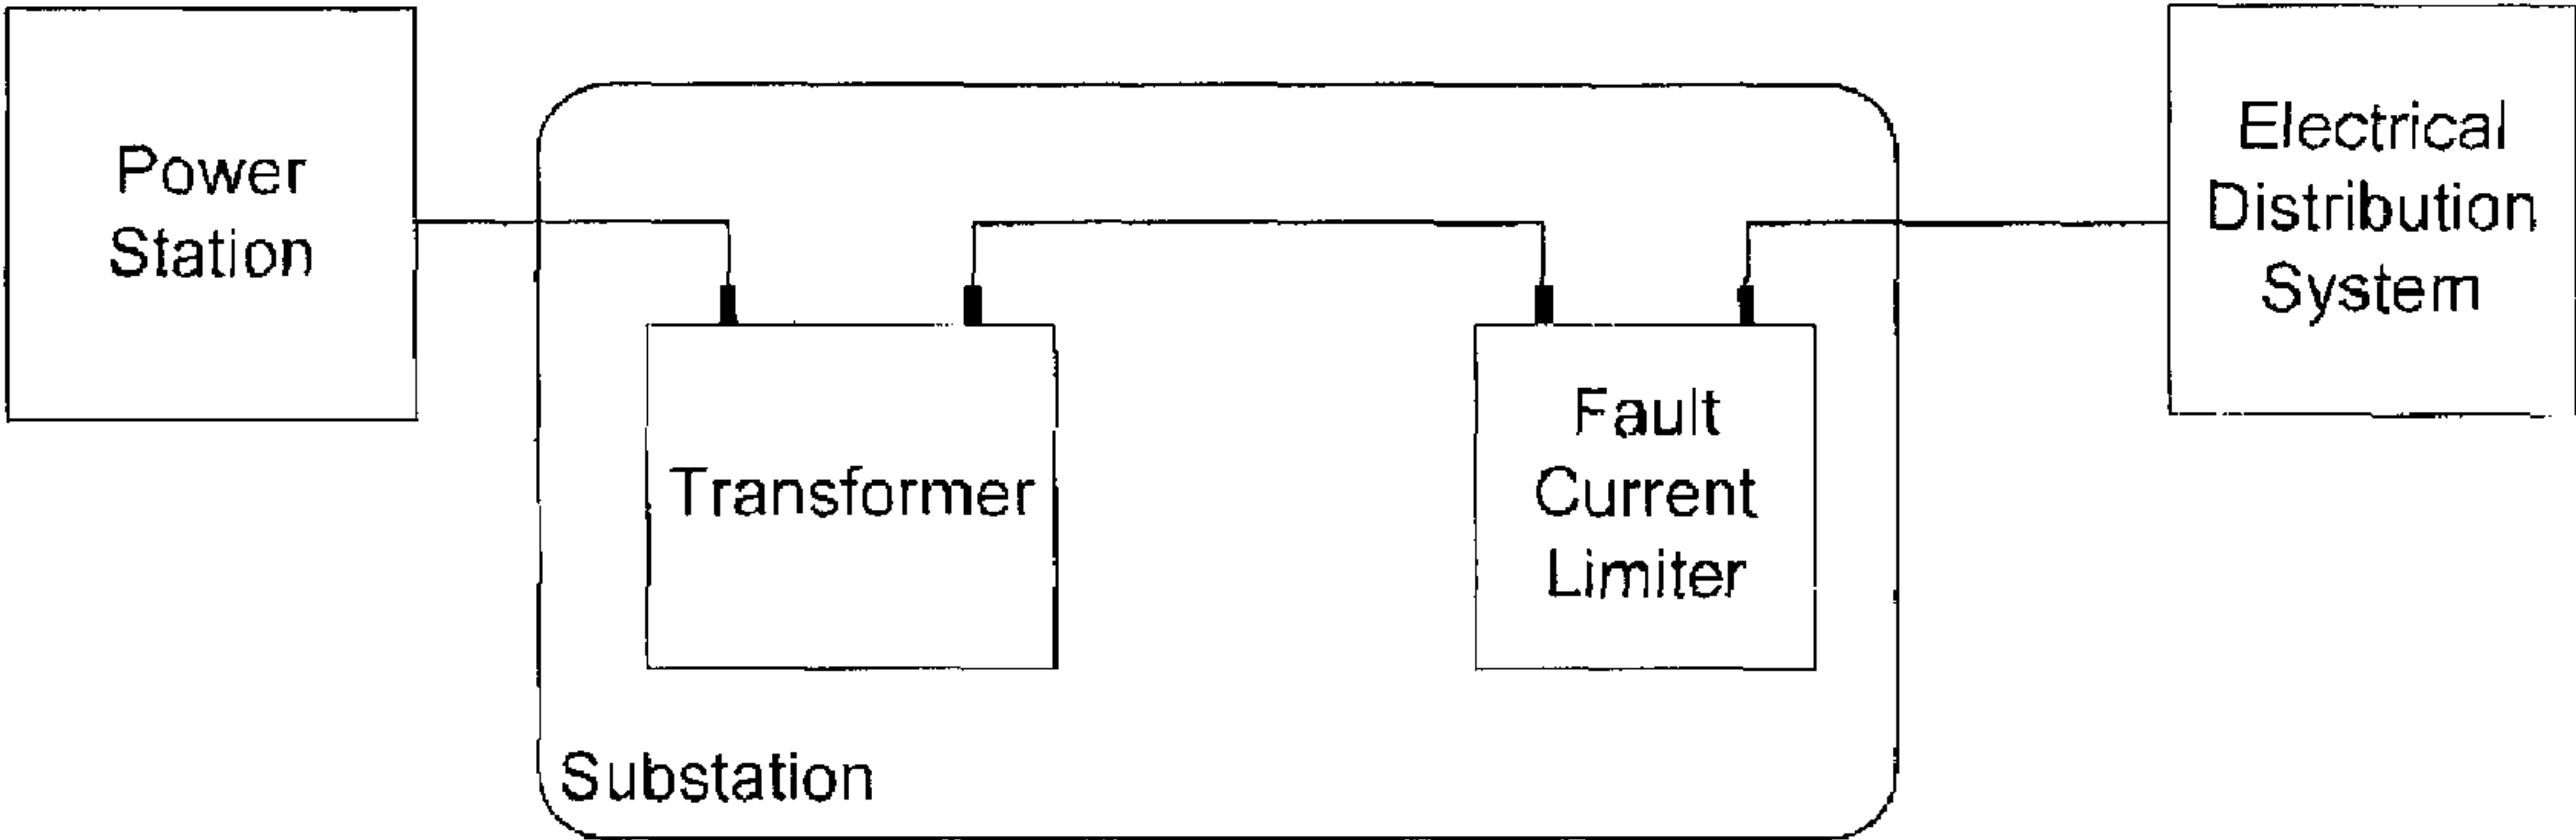 Power
Station
Electrical
Distribution
System
Transformer
Fault
Current
Limiter
Substation